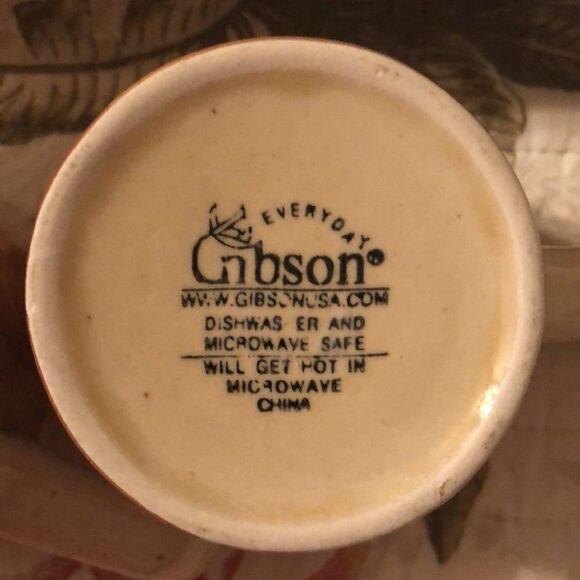 EVERYDAY
Gibson®
WWW.GIBSONUSA.COM
DISHWAS ER AND
MICROWAVE SAFE
WILL GET HOT IN
MICROWAVE
CHINA